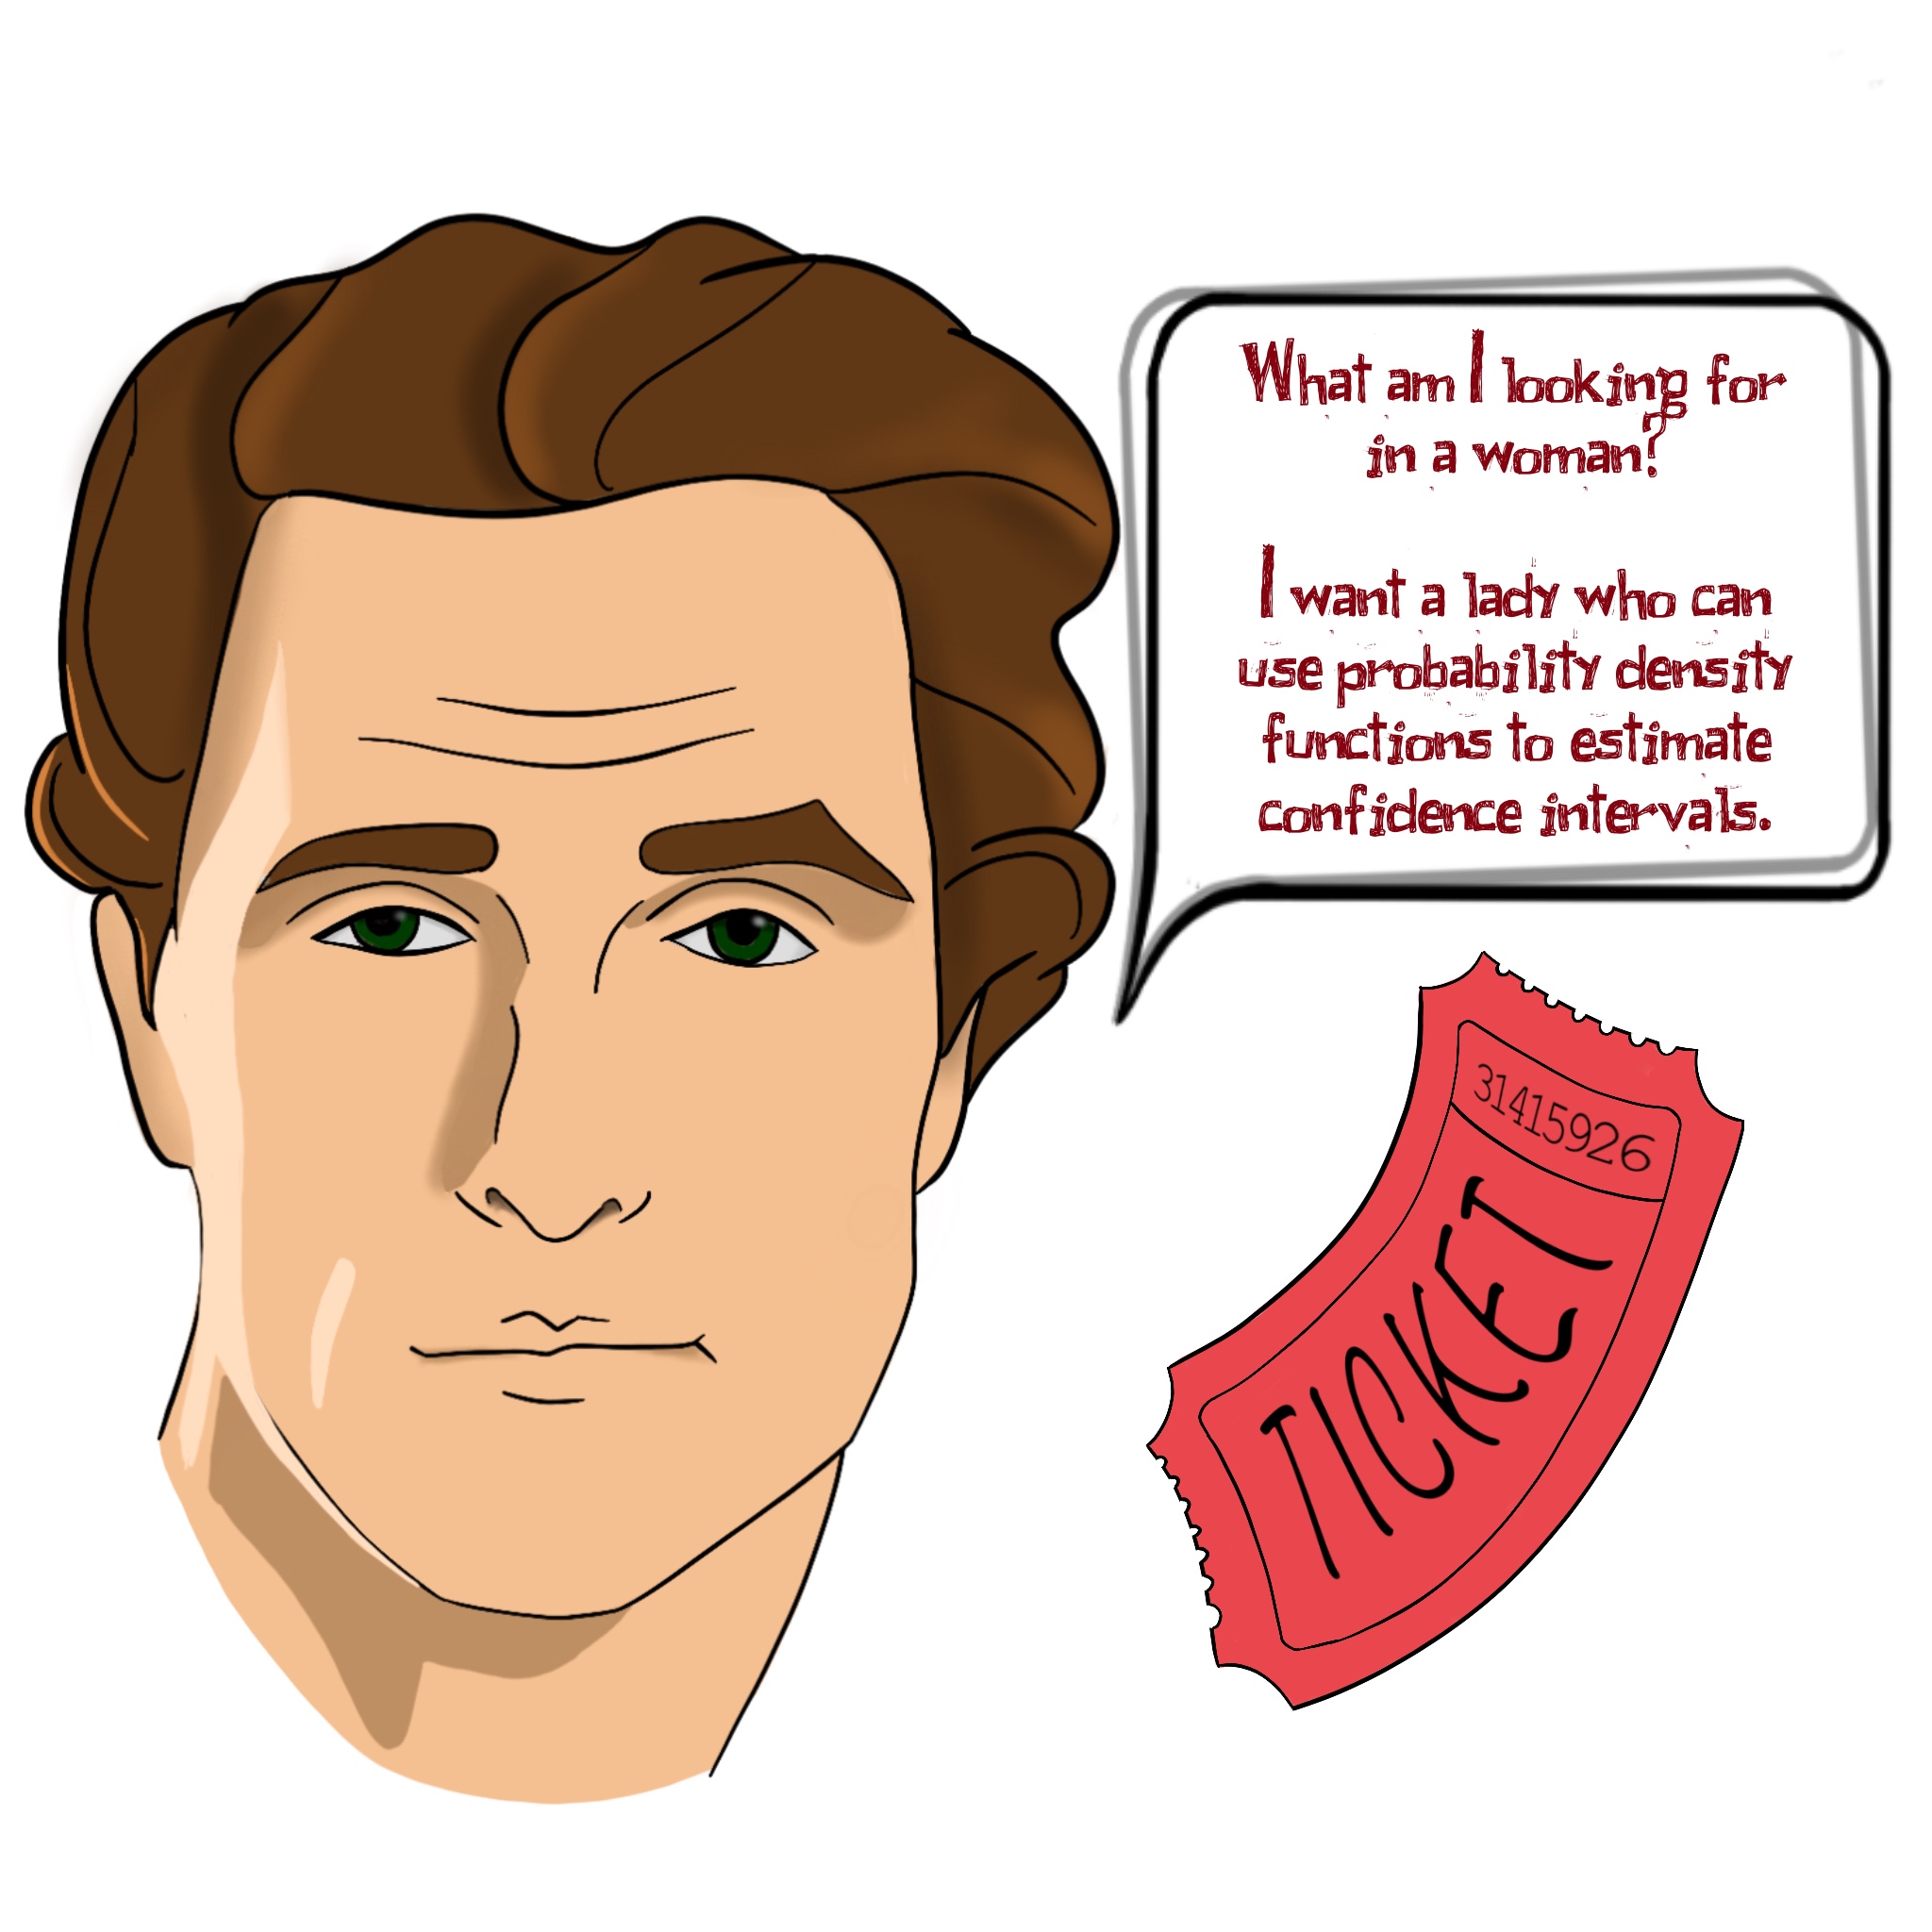 What am I looking for
in a woman?
I want a lady who can
use probability density
functions to estimate
confidence intervals.
31415926
TICKET